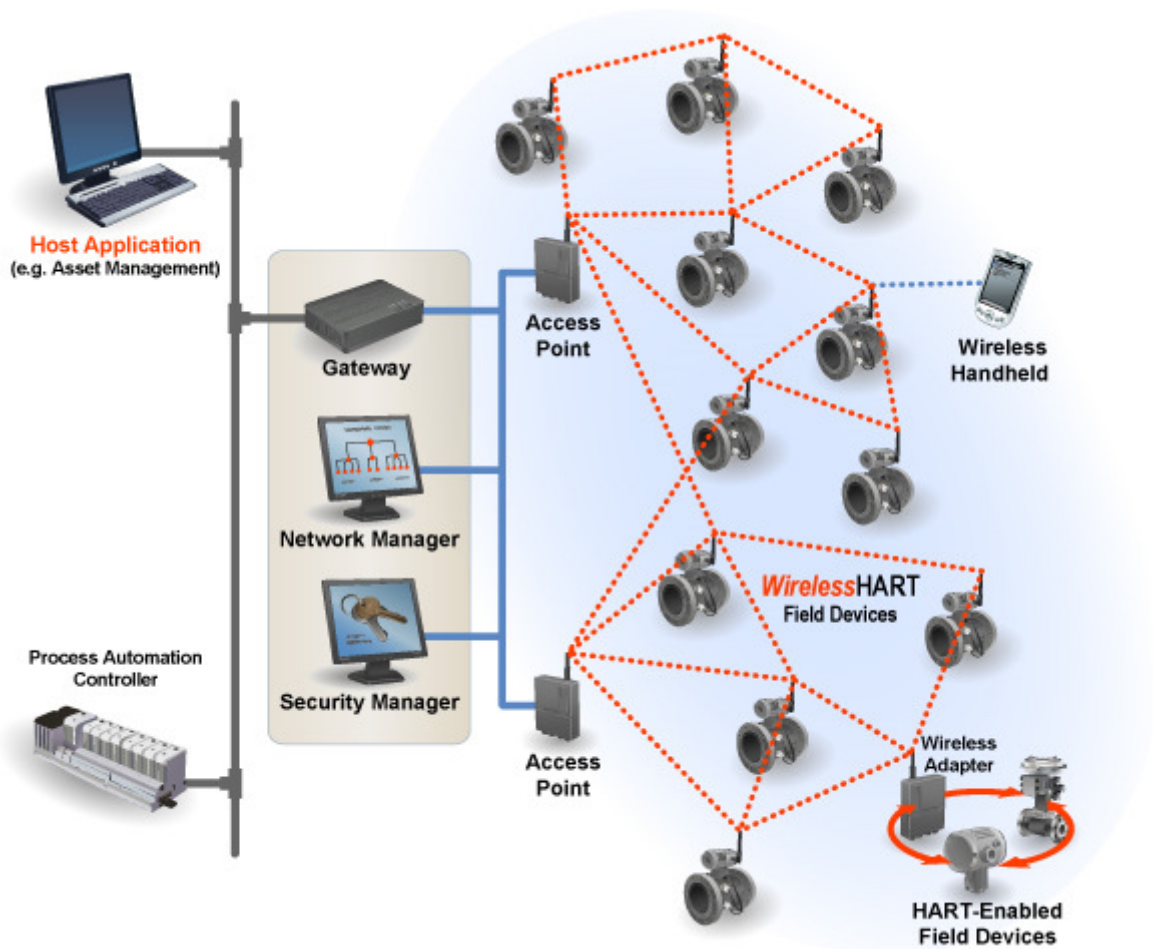 Host Application
(e.g. Asset Management)
Gateway
Access
Point
Wireless
Handheld
Network Manager
WirelessHART
Field Devices
Process Automation
Controller
Security Manager
Access
Point
Wireless
Adapter
HART-Enabled
Field Devices